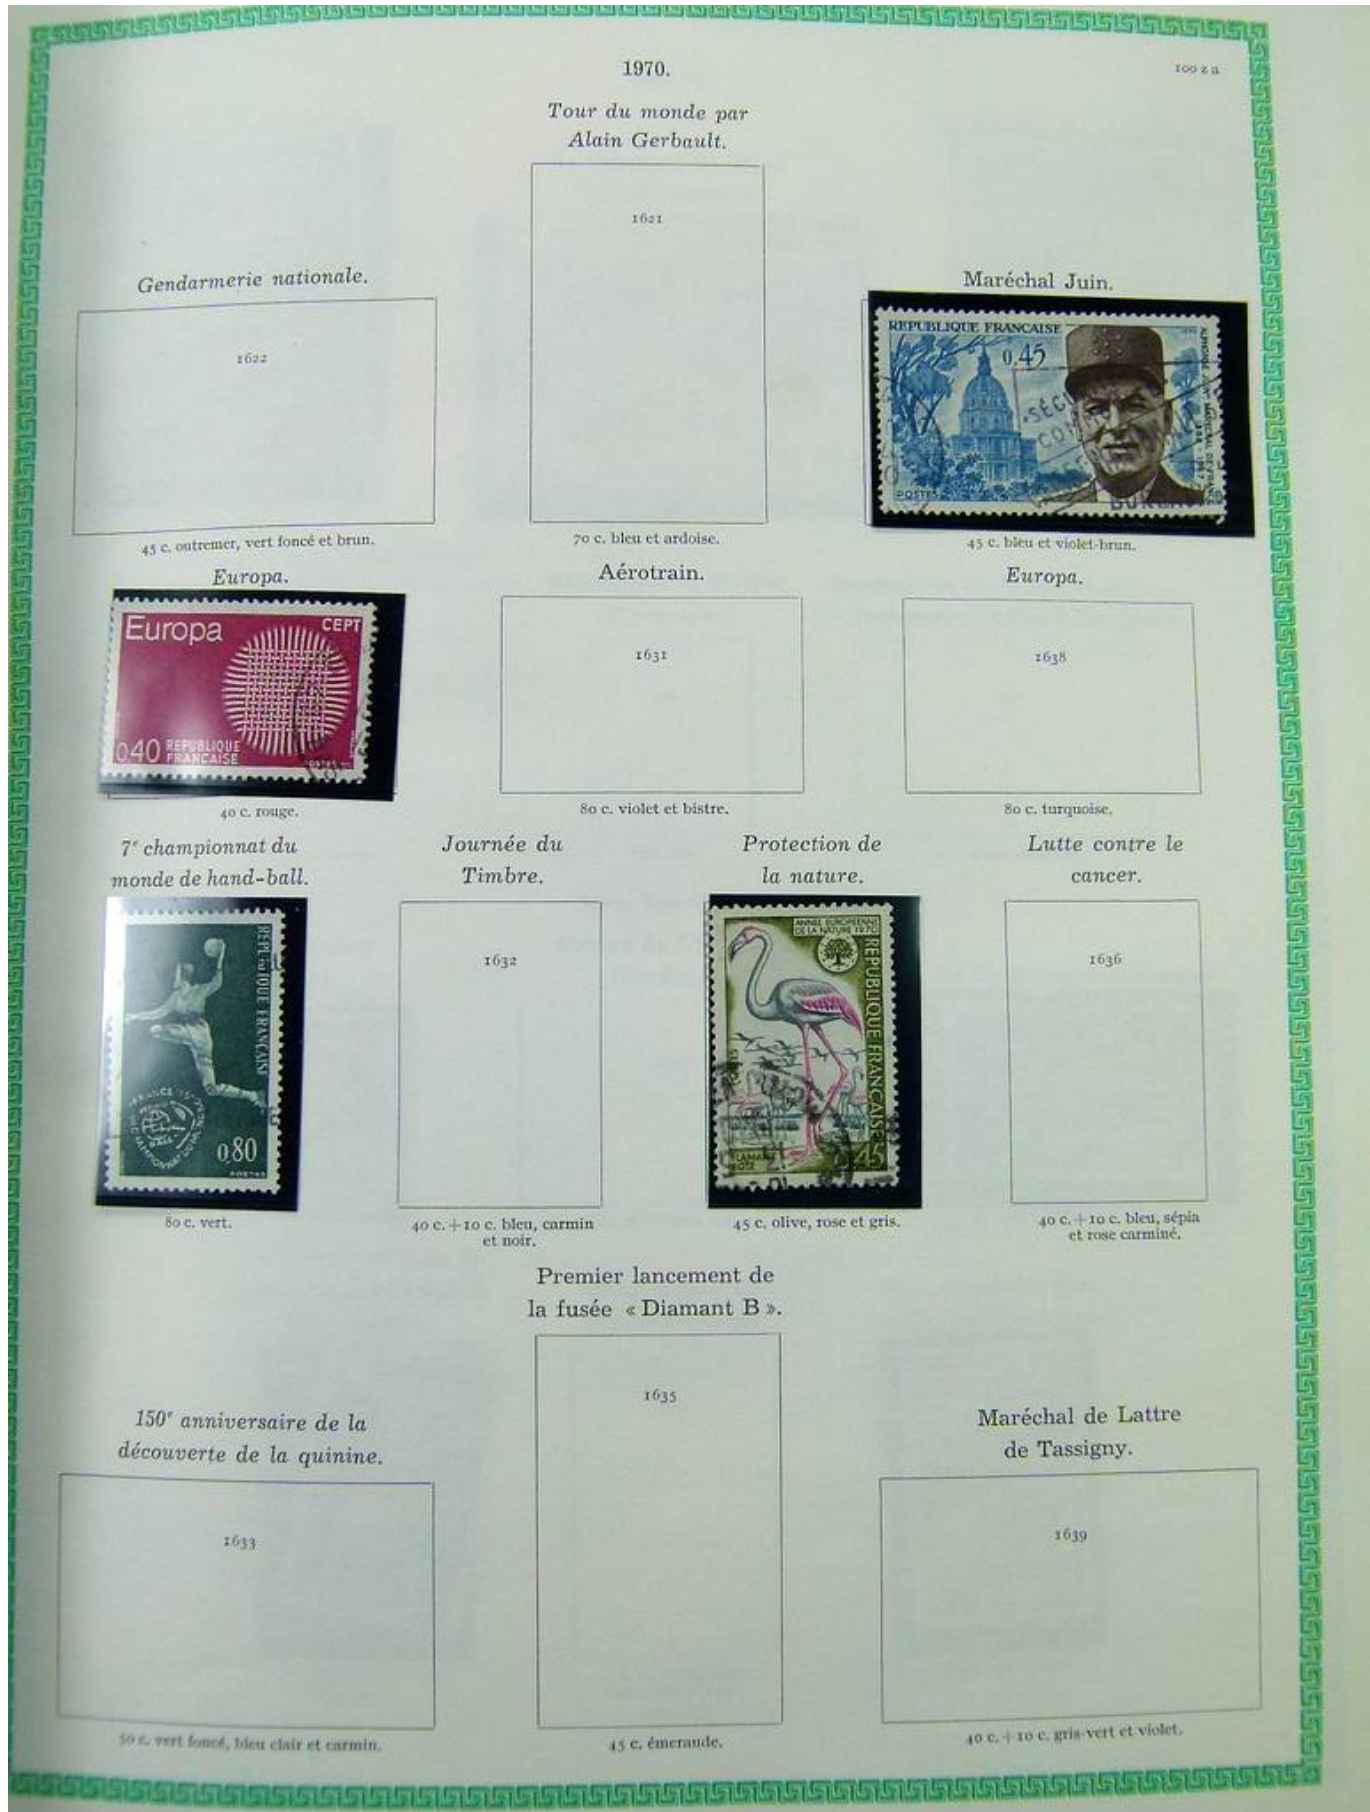 1970.
100 z a
Tour du monde par
Alain Gerbault.
1621
70 c. bleu et ardoise.
Gendarmerie nationale.
1622
45 c. outremer, vert foncé et brun.
Maréchal Juin.
REPUBLIQUE FRANÇAISE
0,45
POSTES
45 c. bleu et violet-brun.
Europa.
Europa
CEPT
0,40 REPUBLIQUE
FRANÇAISE
POSTES
40 c. rouge.
Aérotrain.
1631
80 c. violet et bistre.
Europa.
1638
80 c. turquoise.
7e championnat du
monde de hand-ball.
REPUBLIQUE FRANÇAISE
0,80
POSTES
80 c. vert.
Journée du
Timbre.
1632
40 c. + 10 c. bleu, carmin
et noir.
Protection de
la nature.
ANNÉE EUROPÉENNE
DE LA NATURE 1970
REPUBLIQUE FRANÇAISE
45
45 c. olive, rose et gris.
Lutte contre le
cancer.
1636
40 c. + 10 c. bleu, sépia
et rose carminé.
Premier lancement de
la fusée « Diamant B ».
1635
45 c. émeraude.
150e anniversaire de la
découverte de la quinine.
1633
50 c. vert foncé, bleu clair et carmin.
Maréchal de Lattre
de Tassigny.
1639
40 c. + 10 c. gris-vert et violet.